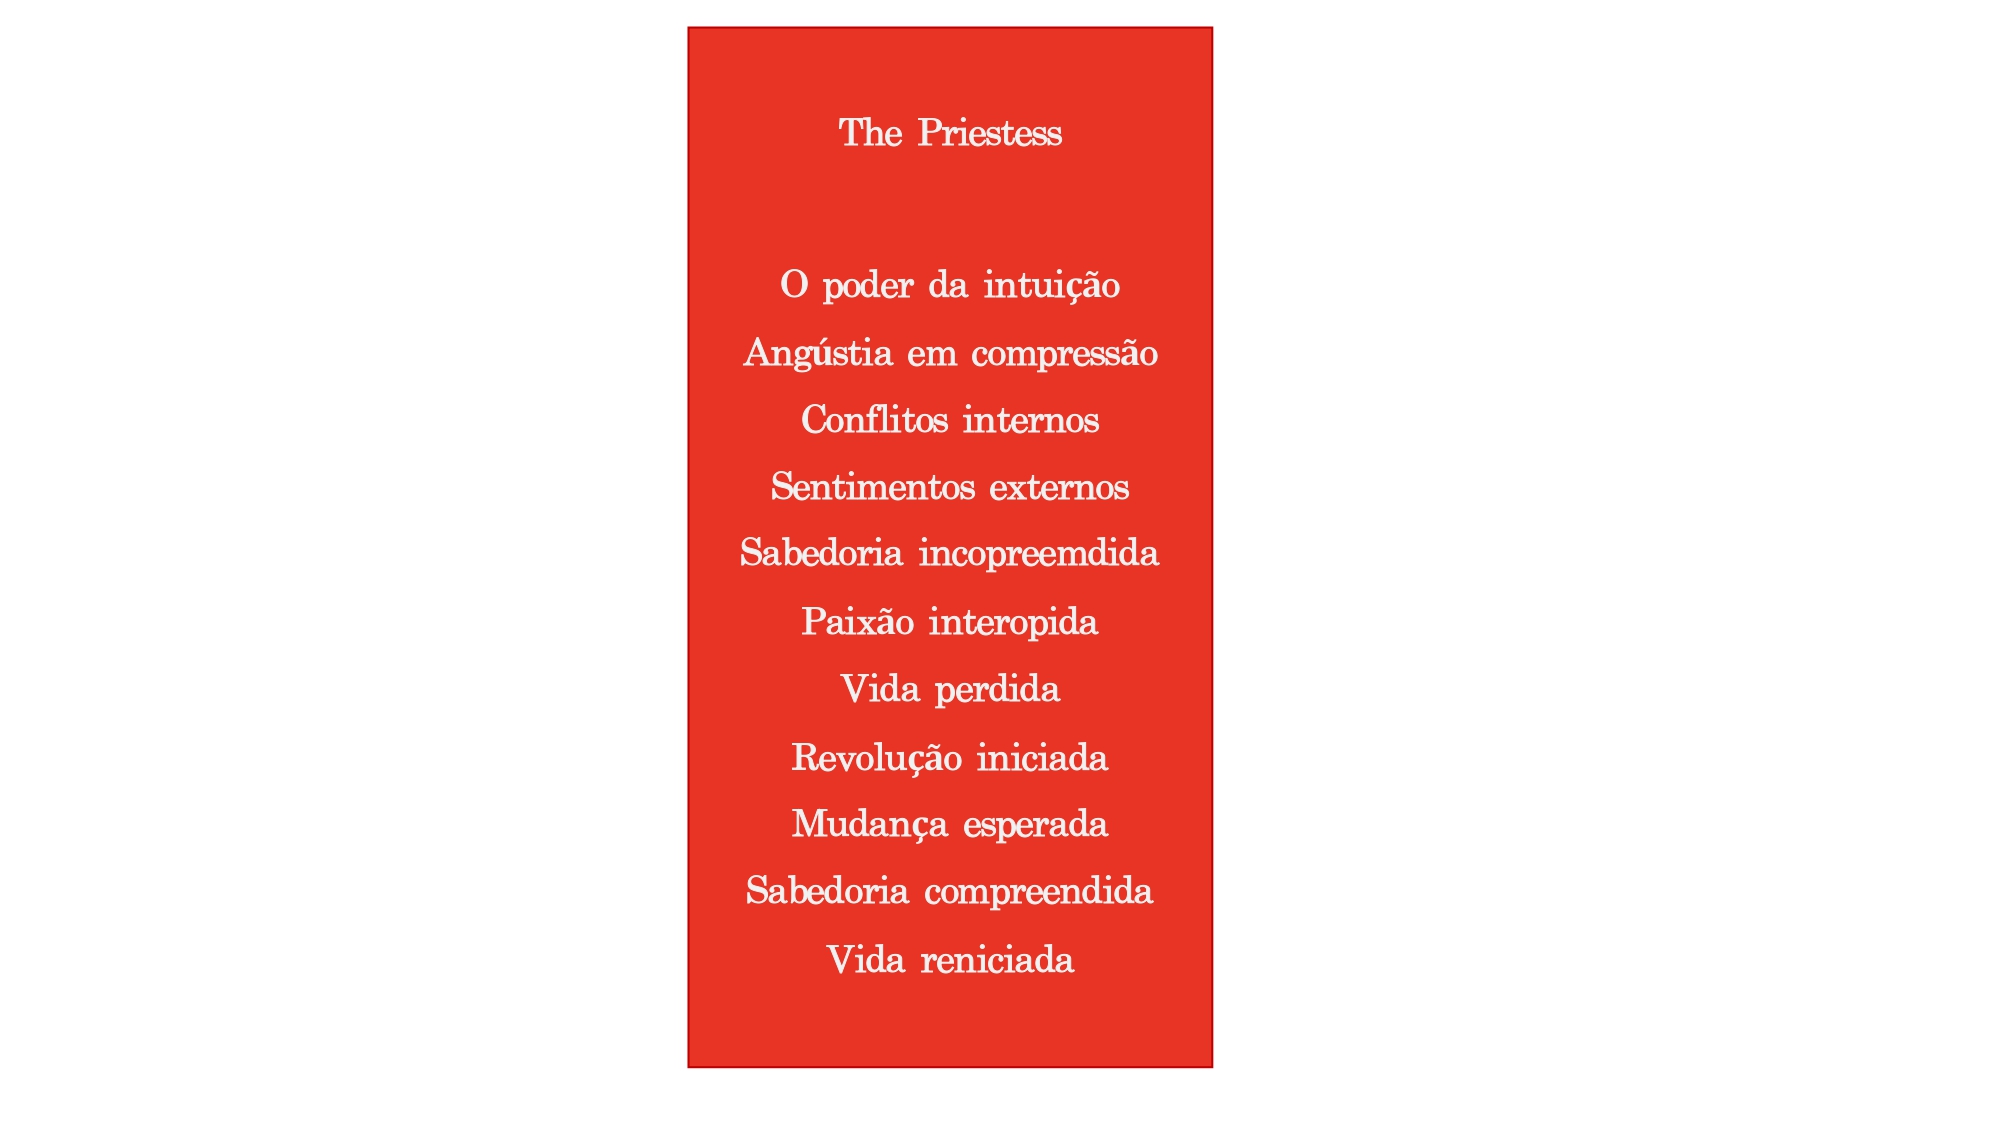 The Priestess
O poder da intuição
Angústia em compressão
Conflitos internos
Sentimentos externos
Sabedoria incopreemdida
Paixão interopida
Vida perdida
Revolução iniciada
Mudança esperada
Sabedoria compreendida
Vida reniciada